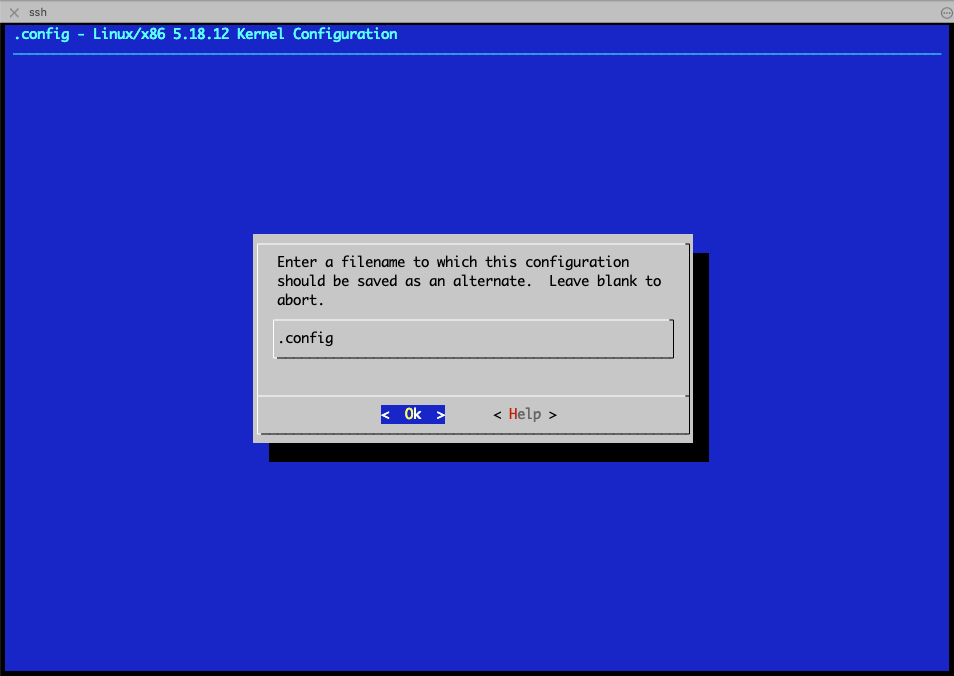 ssh
.config - Linux/x86 5.18.12 Kernel Configuration
Enter a filename to which this configuration
should be saved as an alternate.  Leave blank to
abort.
.config
<  Ok  >      < Help >